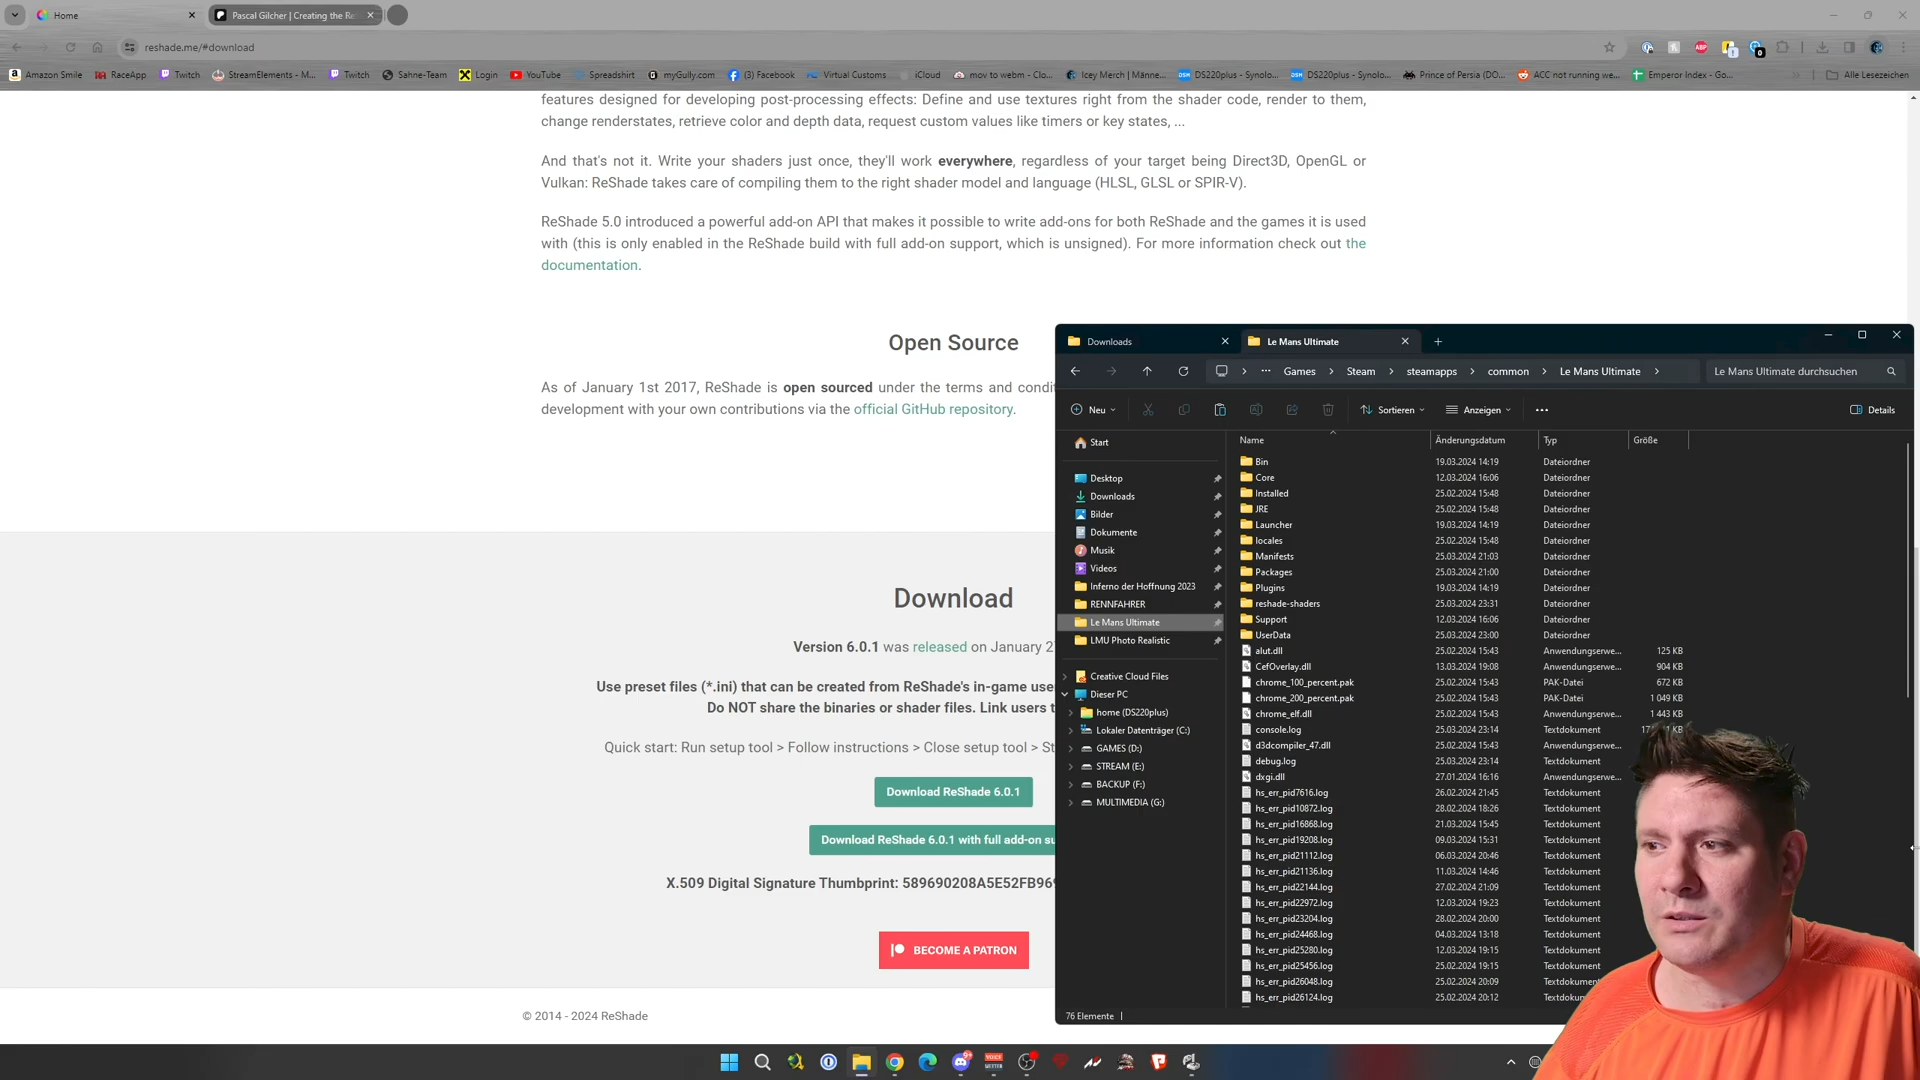 Home
Pascal Gilcher | Creating the Re
reshade.me/#download
Amazon Smile
RaceApp
Twitch
StreamElements - M...
Twitch
Sahne-Team
Login
YouTube
Spreadshirt
myGully.com
(3) Facebook
Virtual Customs
iCloud
mov to webm - Clo...
Icey Merch | Männe...
DS220plus - Synolo...
DS220plus - Synolo...
Prince of Persia (DO...
ACC not running we...
Emperor Index - Go...
Alle Lesezeichen
features designed for developing post-processing effects: Define and use textures right from the shader code, render to them,
change renderstates, retrieve color and depth data, request custom values like timers or key states, ...
And that's not it. Write your shaders just once, they'll work everywhere, regardless of your target being Direct3D, OpenGL or
Vulkan: ReShade takes care of compiling them to the right shader model and language (HLSL, GLSL or SPIR-V).
ReShade 5.0 introduced a powerful add-on API that makes it possible to write add-ons for both ReShade and the games it is used
with (this is only enabled in the ReShade build with full add-on support, which is unsigned). For more information check out the
documentation.
Open Source
As of January 1st 2017, ReShade is open sourced under the terms and condit
development with your own contributions via the official GitHub repository.
Download
Version 6.0.1 was released on January 2
Use preset files (*.ini) that can be created from ReShade's in-game use
Do NOT share the binaries or shader files. Link users t
Quick start: Run setup tool > Follow instructions > Close setup tool > St
Download ReShade 6.0.1
Download ReShade 6.0.1 with full add-on su
X.509 Digital Signature Thumbprint: 589690208A5E52FB969
BECOME A PATRON
© 2014 - 2024 ReShade
Downloads
Le Mans Ultimate
Games
Steam
steamapps
common
Le Mans Ultimate
Le Mans Ultimate durchsuchen
Neu
Sortieren
Anzeigen
Details
Start
Desktop
Downloads
Bilder
Dokumente
Musik
Videos
Inferno der Hoffnung 2023
RENNFAHRER
Le Mans Ultimate
LMU Photo Realistic
Creative Cloud Files
Dieser PC
home (DS220plus)
Lokaler Datenträger (C:)
GAMES (D:)
STREAM (E:)
BACKUP (F:)
MULTIMEDIA (G:)
Name Änderungsdatum Typ Größe
Bin 19.03.2024 14:19 Dateiordner
Core 12.03.2024 16:06 Dateiordner
Installed 25.02.2024 15:48 Dateiordner
JRE 25.02.2024 15:48 Dateiordner
Launcher 19.03.2024 14:19 Dateiordner
locales 25.02.2024 15:48 Dateiordner
Manifests 25.03.2024 21:03 Dateiordner
Packages 25.03.2024 21:00 Dateiordner
Plugins 19.03.2024 14:19 Dateiordner
reshade-shaders 25.03.2024 23:31 Dateiordner
Support 12.03.2024 16:06 Dateiordner
UserData 25.03.2024 23:00 Dateiordner
alut.dll 25.02.2024 15:43 Anwendungserwe... 125 KB
CefOverlay.dll 13.03.2024 19:08 Anwendungserwe... 904 KB
chrome_100_percent.pak 25.02.2024 15:43 PAK-Datei 672 KB
chrome_200_percent.pak 25.02.2024 15:43 PAK-Datei 1 049 KB
chrome_elf.dll 25.02.2024 15:43 Anwendungserwe... 1 443 KB
console.log 25.03.2024 23:14 Textdokument KB
d3dcompiler_47.dll 25.02.2024 15:43 Anwendungserwe...
debug.log 25.03.2024 23:14 Textdokument
dxgi.dll 27.01.2024 16:16 Anwendungserwe...
hs_err_pid7616.log 26.02.2024 21:45 Textdokument
hs_err_pid10872.log 28.02.2024 18:26 Textdokument
hs_err_pid16868.log 21.03.2024 15:45 Textdokument
hs_err_pid19208.log 09.03.2024 15:31 Textdokument
hs_err_pid21112.log 06.03.2024 20:46 Textdokument
hs_err_pid21136.log 11.03.2024 14:46 Textdokument
hs_err_pid22144.log 27.02.2024 21:09 Textdokument
hs_err_pid22972.log 12.03.2024 19:23 Textdokument
hs_err_pid23204.log 28.02.2024 20:00 Textdokument
hs_err_pid24468.log 04.03.2024 13:18 Textdokument
hs_err_pid25280.log 12.03.2024 19:15 Textdokument
hs_err_pid25456.log 25.02.2024 19:15 Textdokument
hs_err_pid26048.log 25.02.2024 20:09 Textdokum
hs_err_pid26124.log 25.02.2024 20:12 Textdoku
76 Elemente